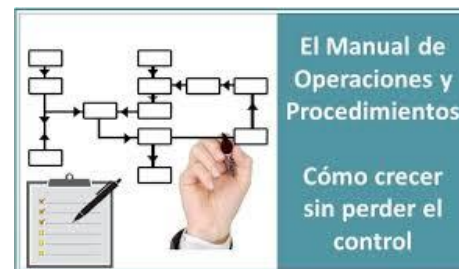 El Manual de
Operaciones y
Procedimientos
Cómo crecer
sin perder el
control